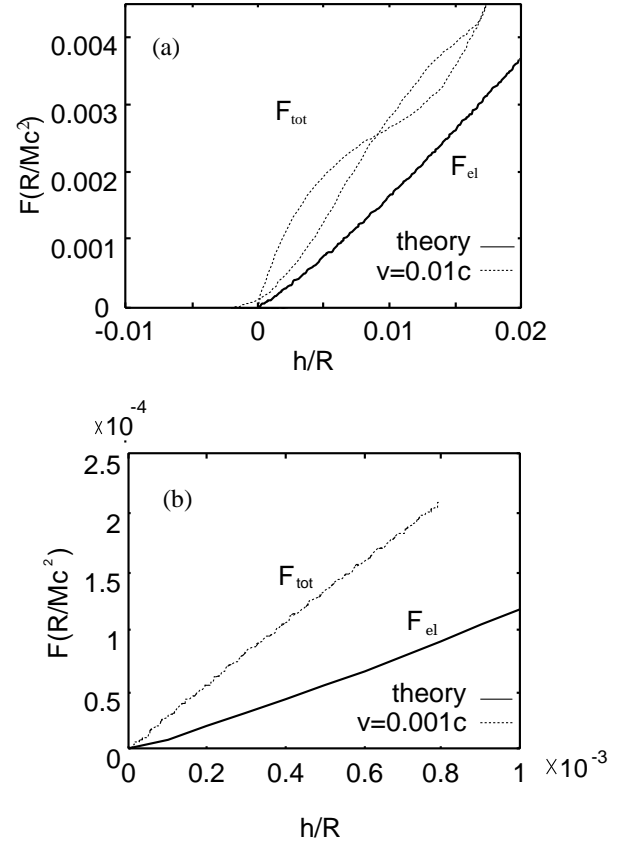 (a)
0.004
0.003
0.002
0.001
0
F(R/Mc²)
F_tot
F_el
theory
v=0.01c
-0.01 0 0.01 0.02
h/R
×10⁻⁴
(b)
2.5
2
1.5
1
0.5
0
F(R/Mc²)
F_tot
F_el
theory
v=0.001c
0 0.2 0.4 0.6 0.8 1 ×10⁻³
h/R